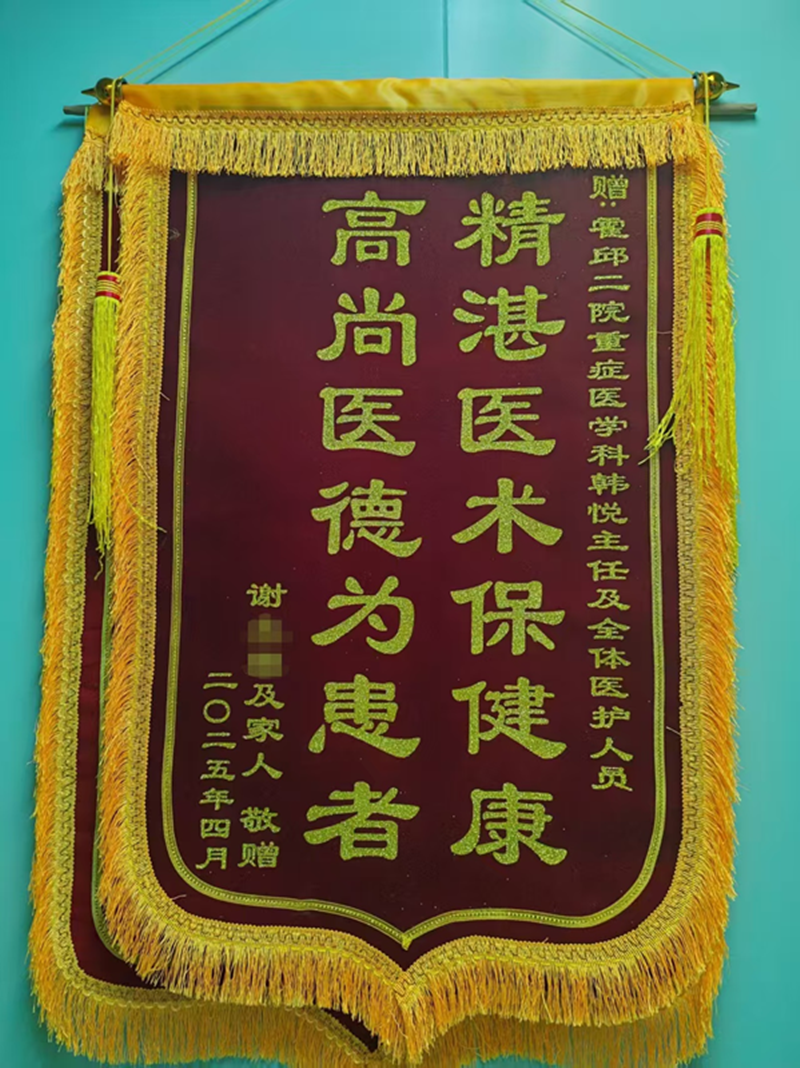 赠:霍邱二院重症医学科韩悦主任及全体医护人员
精湛医术保健康
高尚医德为患者
谢 及家人 敬赠
二〇二五年四月